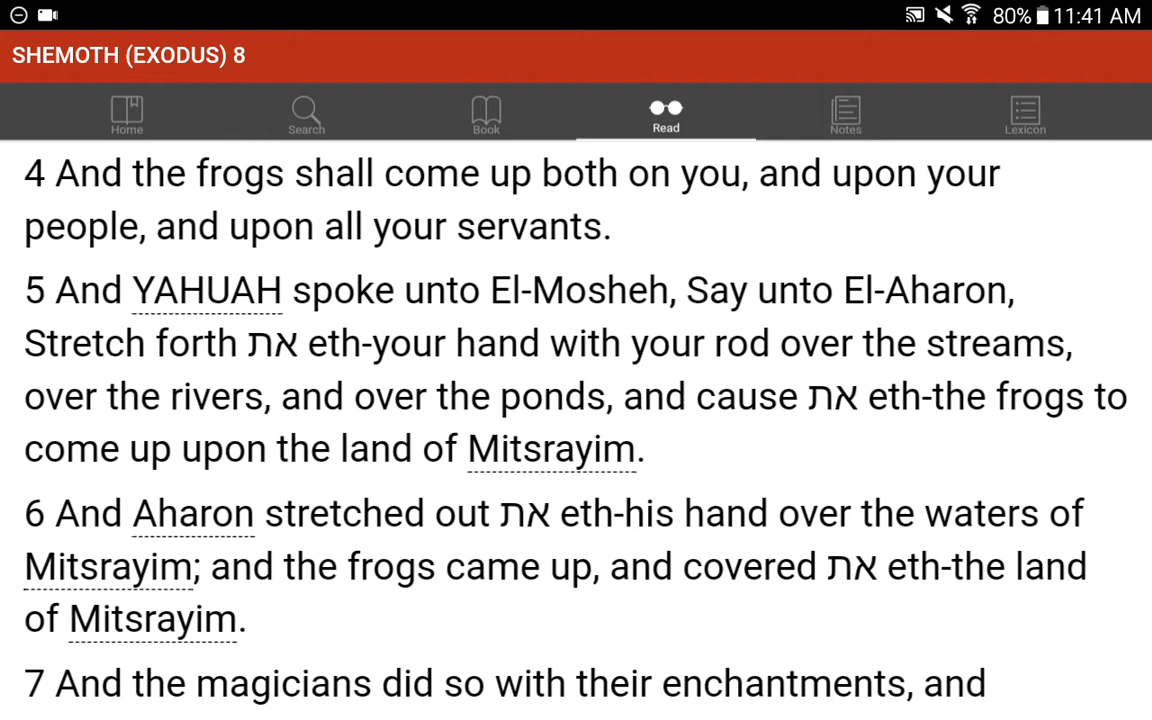 80% 11:41 AM
SHEMOTH (EXODUS) 8
Home Search Book Read Notes Lexicon
4 And the frogs shall come up both on you, and upon your
people, and upon all your servants.
5 And YAHUAH spoke unto El-Mosheh, Say unto El-Aharon,
Stretch forth את eth-your hand with your rod over the streams,
over the rivers, and over the ponds, and cause את eth-the frogs to
come up upon the land of Mitsrayim.
6 And Aharon stretched out את eth-his hand over the waters of
Mitsrayim; and the frogs came up, and covered את eth-the land
of Mitsrayim.
7 And the magicians did so with their enchantments, and